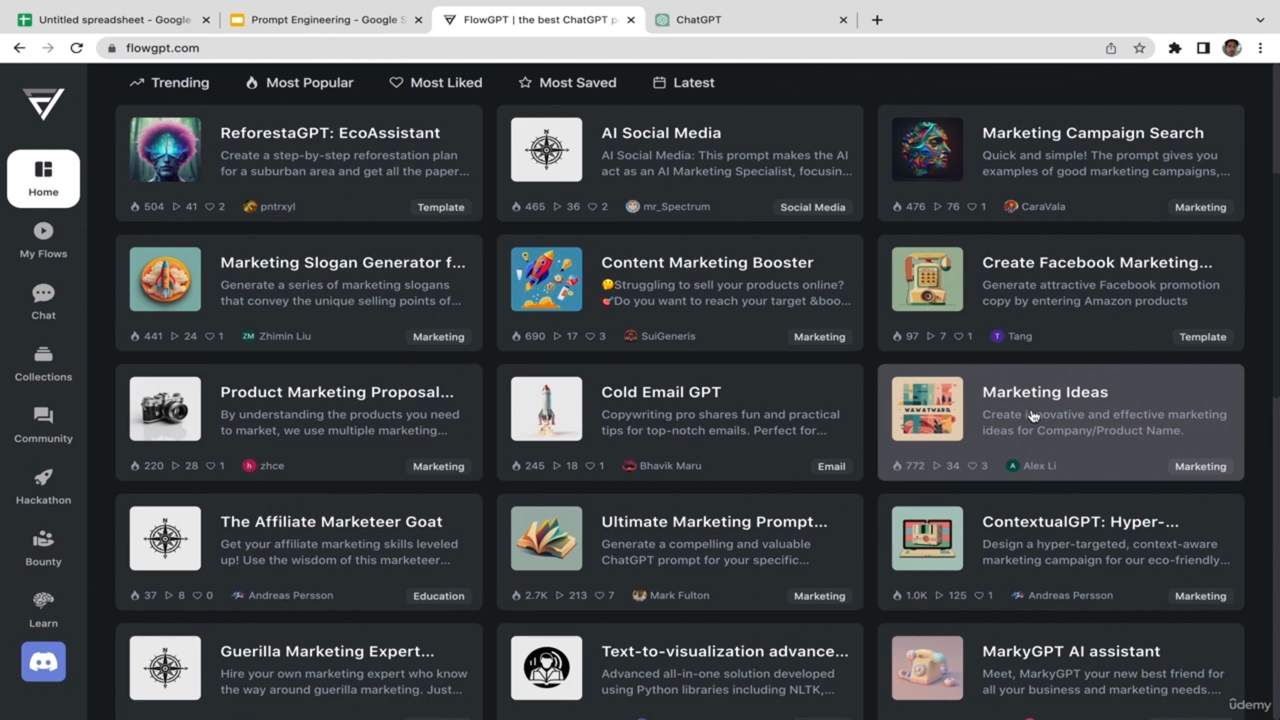 Untitled spreadsheet - Google
Prompt Engineering - Google S
FlowGPT | the best ChatGPT p
ChatGPT
flowgpt.com
Trending
Most Popular
Most Liked
Most Saved
Latest
Home
My Flows
Chat
Collections
Community
Hackathon
Bounty
Learn
ReforestaGPT: EcoAssistant
Create a step-by-step reforestation plan
for a suburban area and get all the paper...
504 41 2 pntrxyl Template
AI Social Media
AI Social Media: This prompt makes the AI
act as an AI Marketing Specialist, focusin...
465 36 2 mr_Spectrum Social Media
Marketing Campaign Search
Quick and simple! The prompt gives you
examples of good marketing campaigns,...
476 76 1 CaraVala Marketing
Marketing Slogan Generator f...
Generate a series of marketing slogans
that convey the unique selling points of...
441 24 1 ZM Zhimin Liu Marketing
Content Marketing Booster
🤔Struggling to sell your products online?
🎯Do you want to reach your target &boo...
690 17 3 SuiGeneris Marketing
Create Facebook Marketing...
Generate attractive Facebook promotion
copy by entering Amazon products
97 7 1 T Tang Template
Product Marketing Proposal...
By understanding the products you need
to market, we use multiple marketing...
220 28 1 h zhce Marketing
Cold Email GPT
Copywriting pro shares fun and practical
tips for top-notch emails. Perfect for...
245 18 1 Bhavik Maru Email
WAWATWARG
Marketing Ideas
Create innovative and effective marketing
ideas for Company/Product Name.
772 34 3 A Alex Li Marketing
The Affiliate Marketeer Goat
Get your affiliate marketing skills leveled
up! Use the wisdom of this marketeer...
37 8 0 Andreas Persson Education
Ultimate Marketing Prompt...
Generate a compelling and valuable
ChatGPT prompt for your specific...
2.7K 213 7 Mark Fulton Marketing
ContextualGPT: Hyper-...
Design a hyper-targeted, context-aware
marketing campaign for our eco-friendly...
1.0K 125 1 Andreas Persson Marketing
Guerilla Marketing Expert...
Hire your own marketing expert who know
the way around guerilla marketing. Just...
Text-to-visualization advance...
Advanced all-in-one solution developed
using Python libraries including NLTK,...
MarkyGPT AI assistant
Meet, MarkyGPT your new best friend for
all your business and marketing needs....
ûdemy